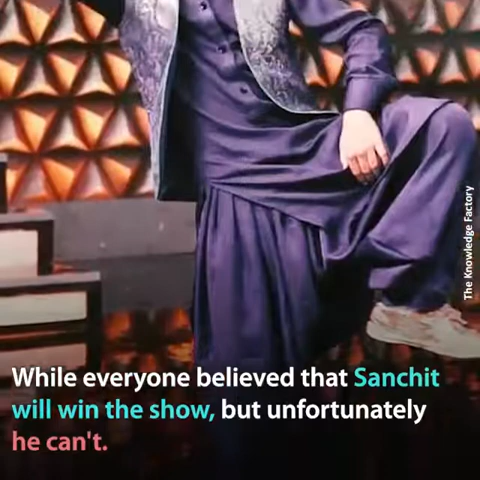 The Knowledge Factory
While everyone believed that Sanchit
will win the show, but unfortunately
he can't.